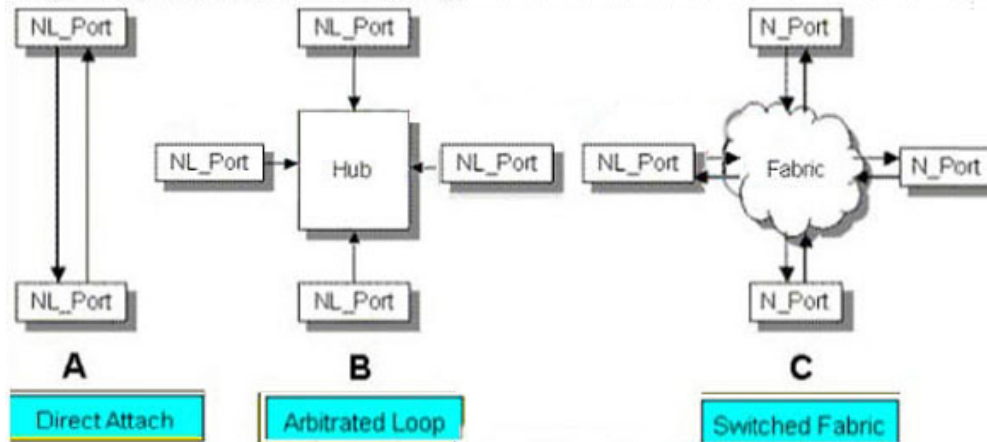 NL_Port NL_Port N_Port
NL_Port Hub NL_Port NL_Port Fabric N_Port
NL_Port NL_Port N_Port
A B C
Direct Attach Arbitrated Loop Switched Fabric